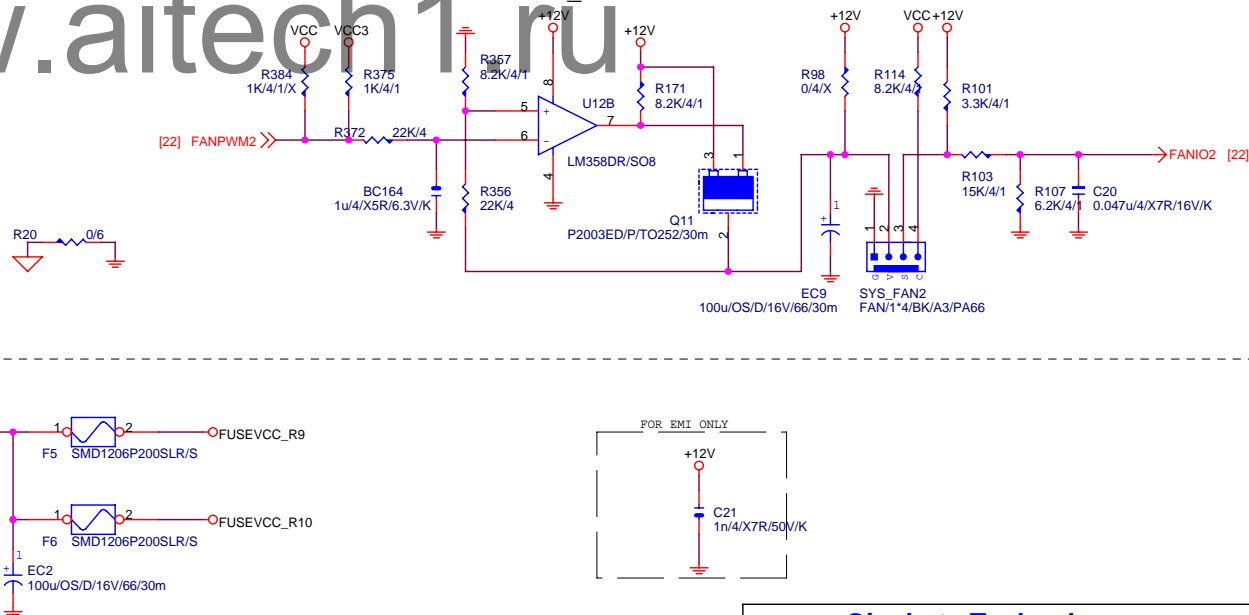 w.aitech1.ru
+12V
VCC
VCC3
+12V
+12V
VCC
+12V
R384
1K/4/1/X
R375
1K/4/1
R357
8.2K/4/1
8
U12B
R171
8.2K/4/1
R98
0/4/X
R114
8.2K/4/1
R101
3.3K/4/1
5
+
7
6
-
4
LM358DR/SO8
[22] FANPWM2
R372
22K/4
FANIO2 [22]
BC164
1u/4/X5R/6.3V/K
R356
22K/4
3
1
Q11
P2003ED/P/TO252/30m
2
R103
15K/4/1
R107
6.2K/4/1
C20
0.047u/4/X7R/16V/K
R20
0/6
+
1
EC9
100u/OS/D/16V/66/30m
1
2
3
4
G
V
S
C
SYS_FAN2
FAN/1*4/BK/A3/PA66
1
2
FUSEVCC_R9
F5
SMD1206P200SLR/S
1
2
FUSEVCC_R10
F6
SMD1206P200SLR/S
1
+
EC2
100u/OS/D/16V/66/30m
FOR EMI ONLY
+12V
C21
1n/4/X7R/50V/K